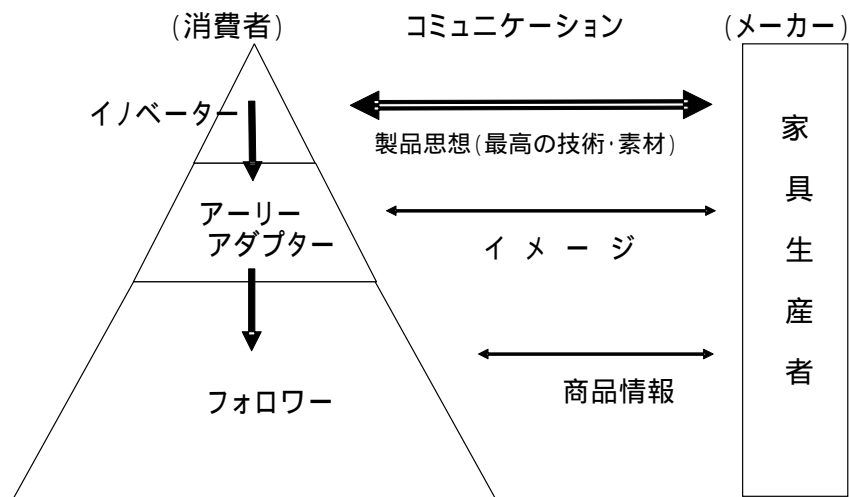 (消費者) コミュニケーション (メーカー)
イノベーター
製品思想(最高の技術・素材)
アーリー
アダプター
イメージ
フォロワー
商品情報
家具生産者